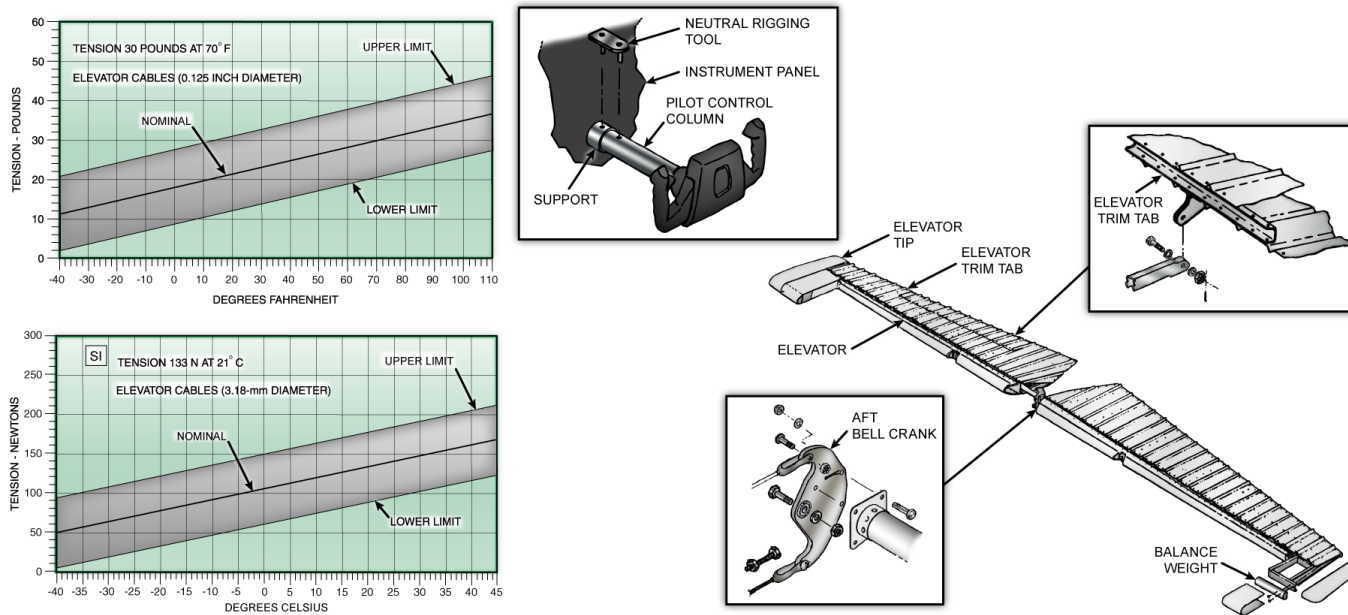 60
50
40
30
20
10
0
TENSION - POUNDS
TENSION 30 POUNDS AT 70° F
ELEVATOR CABLES (0.125 INCH DIAMETER)
UPPER LIMIT
NOMINAL
LOWER LIMIT
-40 -30 -20 -10 0 10 20 30 40 50 60 70 80 90 100 110
DEGREES FAHRENHEIT
300
250
200
150
100
50
0
TENSION - NEWTONS
SI
TENSION 133 N AT 21° C
ELEVATOR CABLES (3.18-mm DIAMETER)
UPPER LIMIT
NOMINAL
LOWER LIMIT
-40 -35 -30 -25 -20 -15 -10 -5 0 5 10 15 20 25 30 35 40 45
DEGREES CELSIUS
NEUTRAL RIGGING
TOOL
INSTRUMENT PANEL
PILOT CONTROL
COLUMN
SUPPORT
ELEVATOR
TRIM TAB
ELEVATOR
TIP
ELEVATOR
TRIM TAB
ELEVATOR
AFT
BELL CRANK
BALANCE
WEIGHT